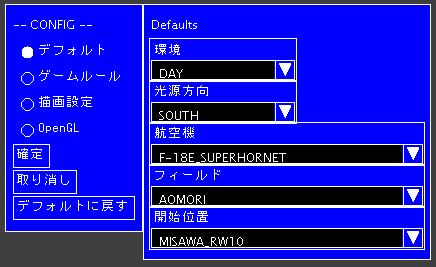 -- CONFIG --
デフォルト
ゲームルール
描画設定
OpenGL
確定
取り消し
デフォルトに戻す
Defaults
環境
DAY
光源方向
SOUTH
航空機
F-18E_SUPERHORNET
フィールド
AOMORI
開始位置
MISAWA_RW10